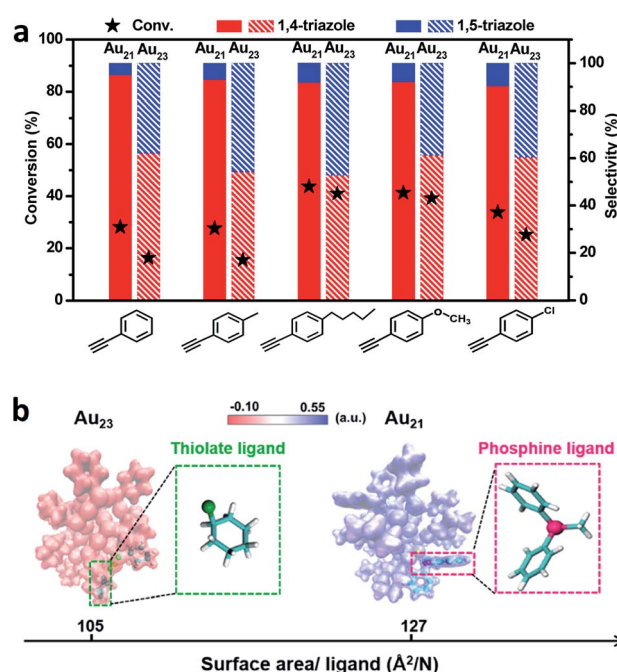 a
★ Conv. 1,4-triazole 1,5-triazole
Au21 Au23 Au21 Au23 Au21 Au23 Au21 Au23 Au21 Au23
100
80
60
40
20
0
Conversion (%)
100
80
60
40
20
0
Selectivity (%)
O CH3
Cl
b
Au23
-0.10 0.55 (a.u.)
Au21
Thiolate ligand
Phosphine ligand
105 127
Surface area/ ligand (Å²/N)